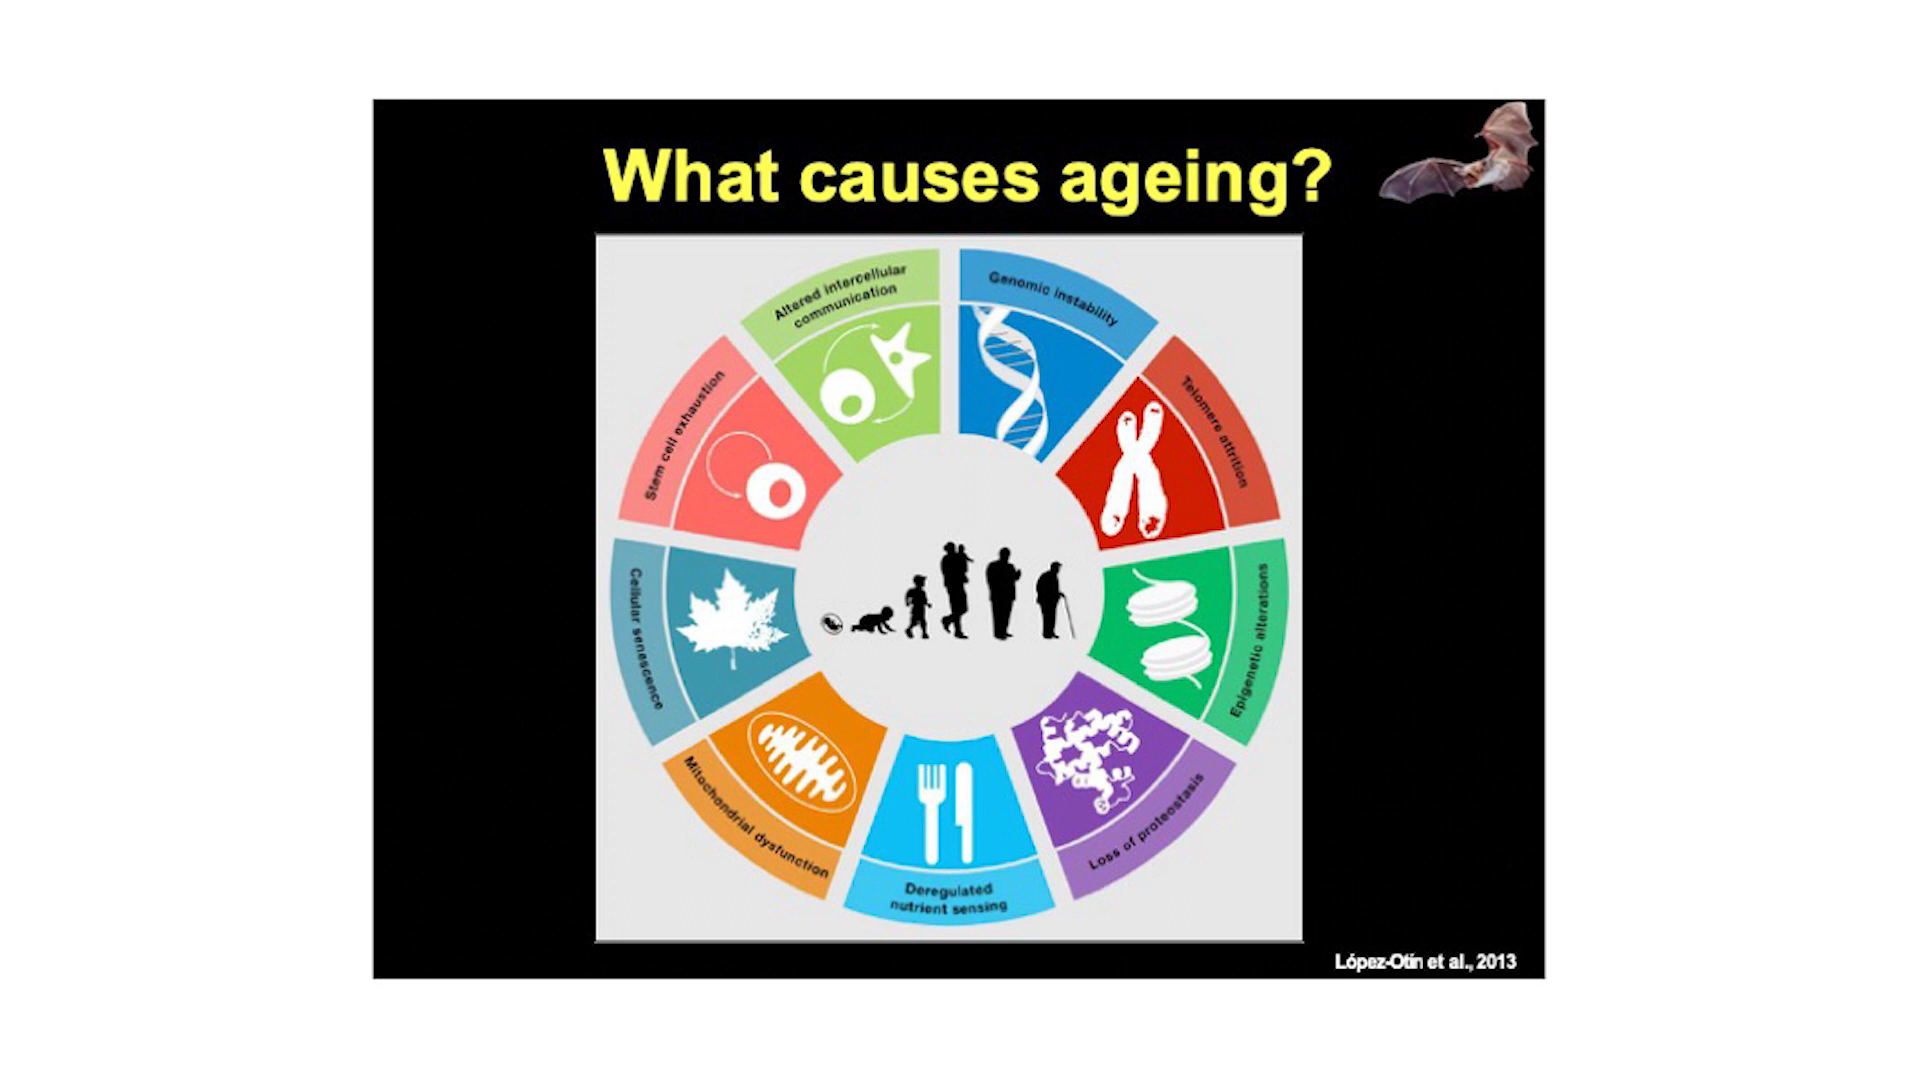 What causes ageing?
Altered intercellular
communication
Genomic instability
Telomere attrition
Epigenetic alterations
Loss of proteostasis
Deregulated
nutrient sensing
Mitochondrial dysfunction
Cellular senescence
Stem cell exhaustion
López-Otín et al., 2013